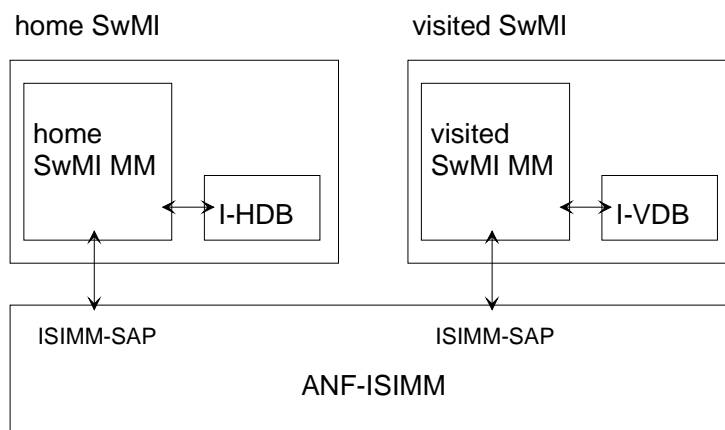 home SwMI
visited SwMI
home
SwMI MM
I-HDB
visited
SwMI MM
I-VDB
ISIMM-SAP
ISIMM-SAP
ANF-ISIMM